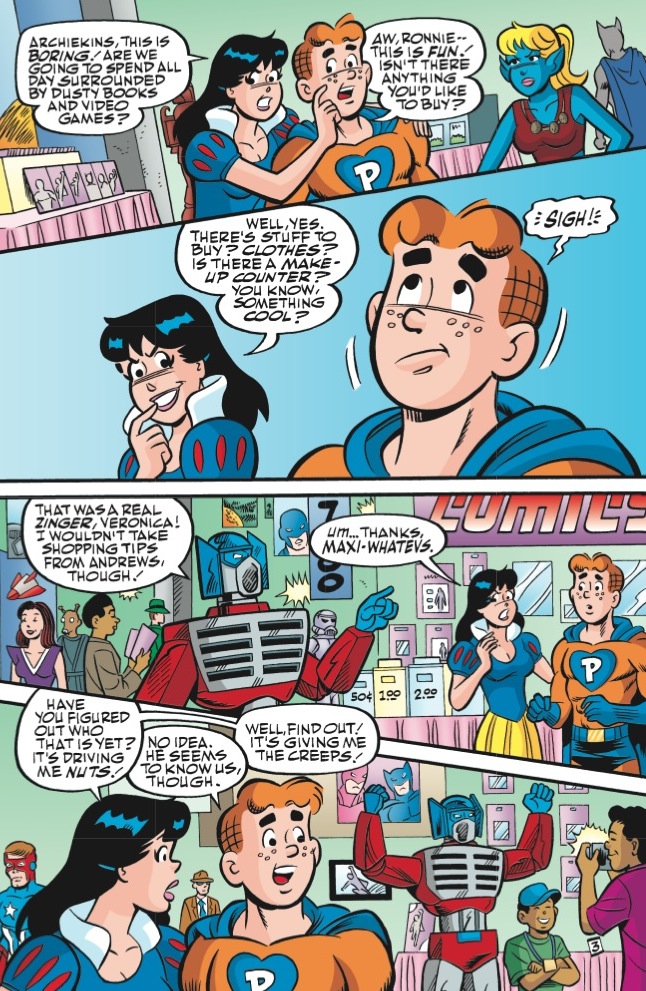 ARCHIEKINS, THIS IS
BORING! ARE WE
GOING TO SPEND ALL
DAY SURROUNDED
BY DUSTY BOOKS
AND VIDEO
GAMES?
AW, RONNIE--
THIS IS FUN!
ISN'T THERE
ANYTHING
YOU'D LIKE
TO BUY?
P
WELL, YES.
THERE'S STUFF TO
BUY? CLOTHES?
IS THERE A MAKE-
UP COUNTER?
YOU KNOW,
SOMETHING
COOL?
SIGH!
THAT WAS A REAL
ZINGER, VERONICA!
I WOULDN'T TAKE
SHOPPING TIPS
FROM ANDREWS,
THOUGH!
COMICS
UM... THANKS,
MAXI-WHATEVS.
P
50¢ 1.00 2.00
HAVE
YOU FIGURED
OUT WHO
THAT IS YET?
IT'S DRIVING
ME NUTS!
NO IDEA.
HE SEEMS
TO KNOW US,
THOUGH.
WELL, FIND OUT!
IT'S GIVING ME
THE CREEPS!
P
3